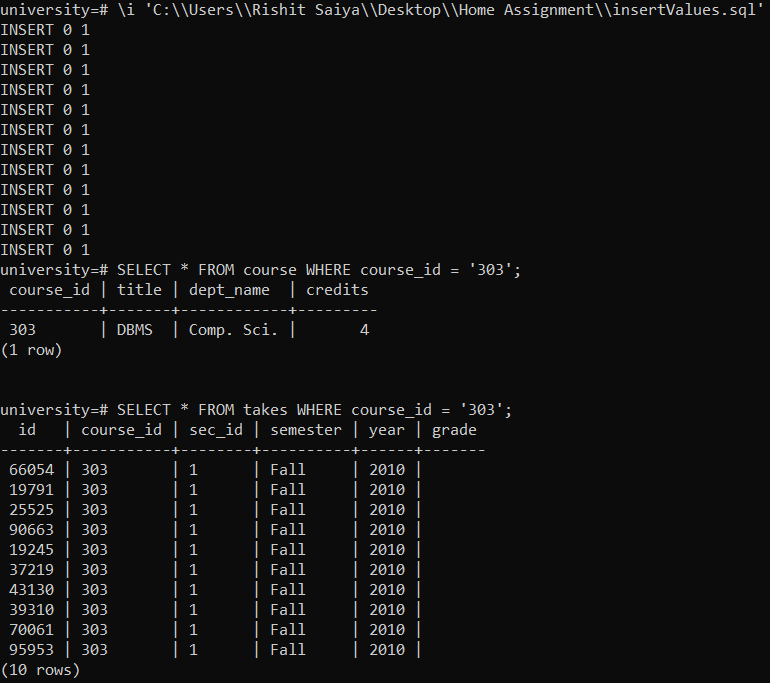 university=# \i 'C:\\Users\\Rishit Saiya\\Desktop\\Home Assignment\\insertValues.sql'
INSERT 0 1
INSERT 0 1
INSERT 0 1
INSERT 0 1
INSERT 0 1
INSERT 0 1
INSERT 0 1
INSERT 0 1
INSERT 0 1
INSERT 0 1
INSERT 0 1
INSERT 0 1
university=# SELECT * FROM course WHERE course_id = '303';
 course_id | title | dept_name  | credits
-----------+-------+------------+---------
 303       | DBMS  | Comp. Sci. |       4
(1 row)
university=# SELECT * FROM takes WHERE course_id = '303';
  id   | course_id | sec_id | semester | year | grade
-------+-----------+--------+----------+------+-------
 66054 | 303       | 1      | Fall     | 2010 |
 19791 | 303       | 1      | Fall     | 2010 |
 25525 | 303       | 1      | Fall     | 2010 |
 90663 | 303       | 1      | Fall     | 2010 |
 19245 | 303       | 1      | Fall     | 2010 |
 37219 | 303       | 1      | Fall     | 2010 |
 43130 | 303       | 1      | Fall     | 2010 |
 39310 | 303       | 1      | Fall     | 2010 |
 70061 | 303       | 1      | Fall     | 2010 |
 95953 | 303       | 1      | Fall     | 2010 |
(10 rows)